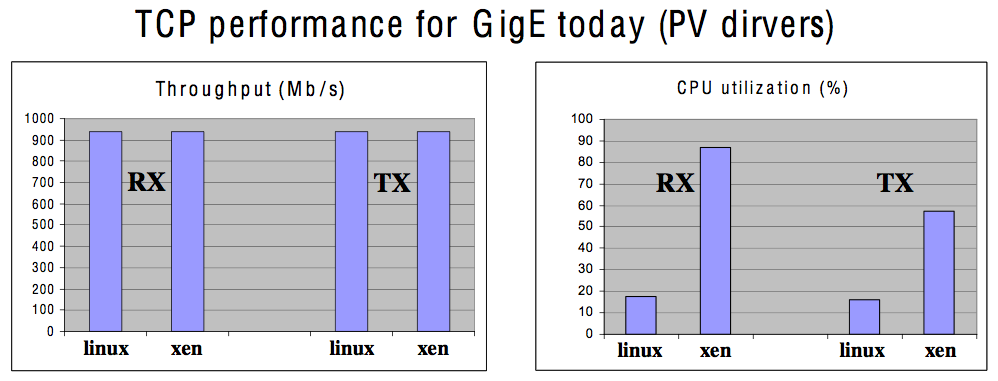 TCP performance for GigE today (PV dirvers)
Throughput (Mb/s)
1000
900
800
700
600
500
400
300
200
100
0
RX
TX
linux xen linux xen
CPU utilization (%)
100
90
80
70
60
50
40
30
20
10
0
RX
TX
linux xen linux xen